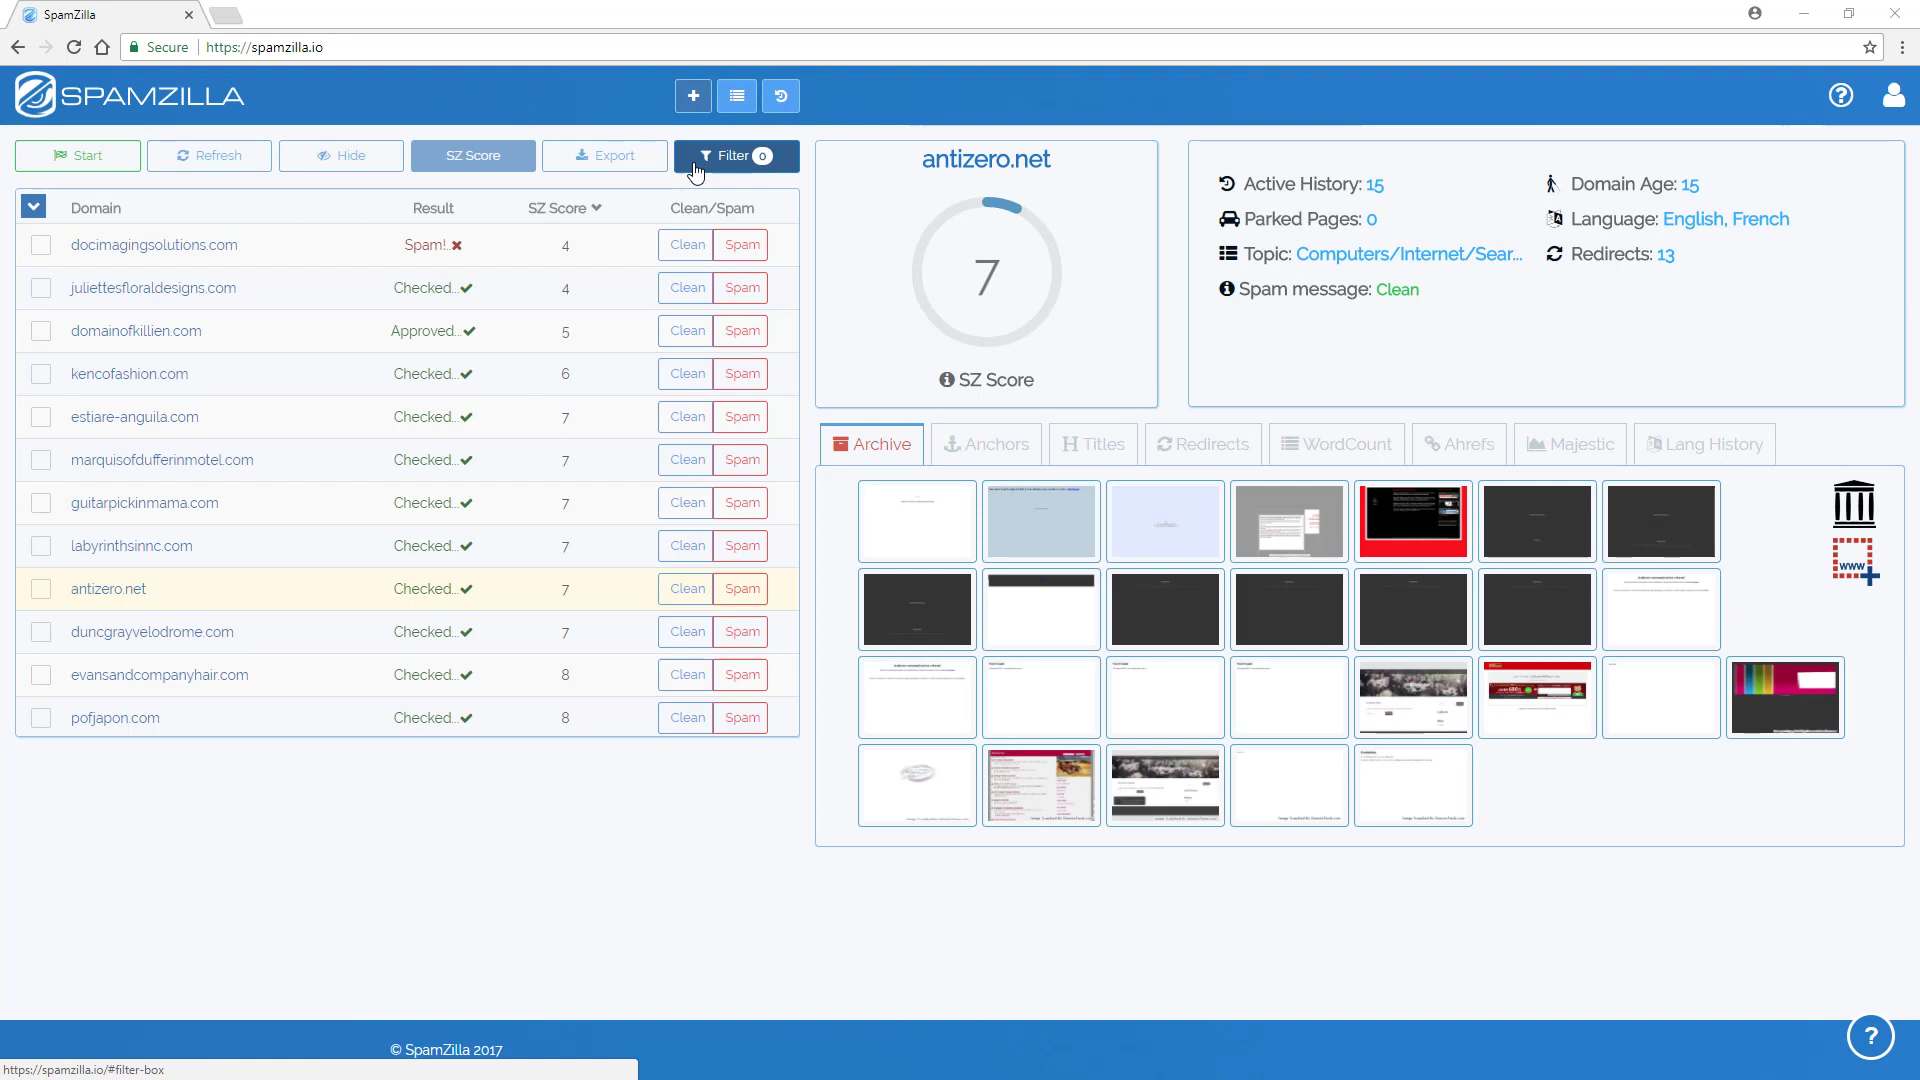 SpamZilla
Secure https://spamzilla.io
SPAMZILLA
Start Refresh Hide SZ Score Export Filter 0
Domain Result SZ Score Clean/Spam
docimagingsolutions.com Spam!.. 4 Clean Spam
juliettesfloraldesigns.com Checked... 4 Clean Spam
domainofkillien.com Approved... 5 Clean Spam
kencofashion.com Checked... 6 Clean Spam
estiare-anguila.com Checked... 7 Clean Spam
marquisofdufferinmotel.com Checked... 7 Clean Spam
guitarpickinmama.com Checked... 7 Clean Spam
labyrinthsinnc.com Checked... 7 Clean Spam
antizero.net Checked... 7 Clean Spam
duncgrayvelodrome.com Checked... 7 Clean Spam
evansandcompanyhair.com Checked... 8 Clean Spam
pofjapon.com Checked... 8 Clean Spam
antizero.net
7
SZ Score
Active History: 15 Domain Age: 15
Parked Pages: 0 Language: English, French
Topic: Computers/Internet/Sear... Redirects: 13
Spam message: Clean
Archive Anchors Titles Redirects WordCount Ahrefs Majestic Lang History
www
?
© SpamZilla 2017
https://spamzilla.io/#filter-box